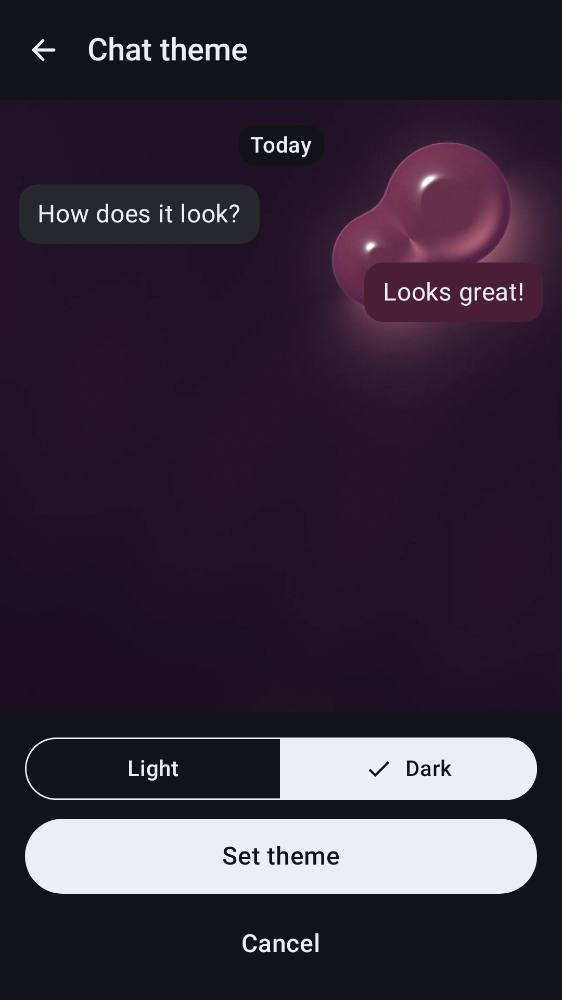 Chat theme
Today
How does it look?
Looks great!
Light
Dark
Set theme
Cancel